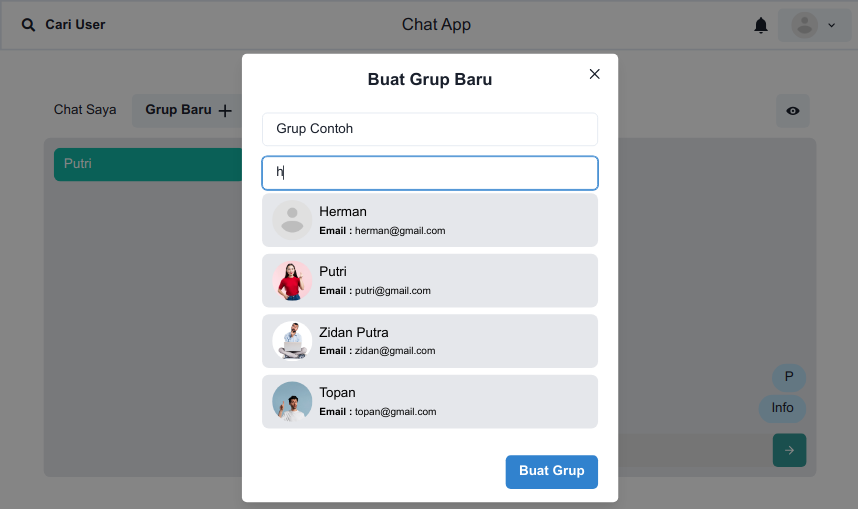 Cari User
Chat App
Buat Grup Baru
Chat Saya
Grup Baru
Grup Contoh
Putri
h
Herman
Email : herman@gmail.com
Putri
Email : putri@gmail.com
Zidan Putra
Email : zidan@gmail.com
Topan
Email : topan@gmail.com
P
Info
Buat Grup